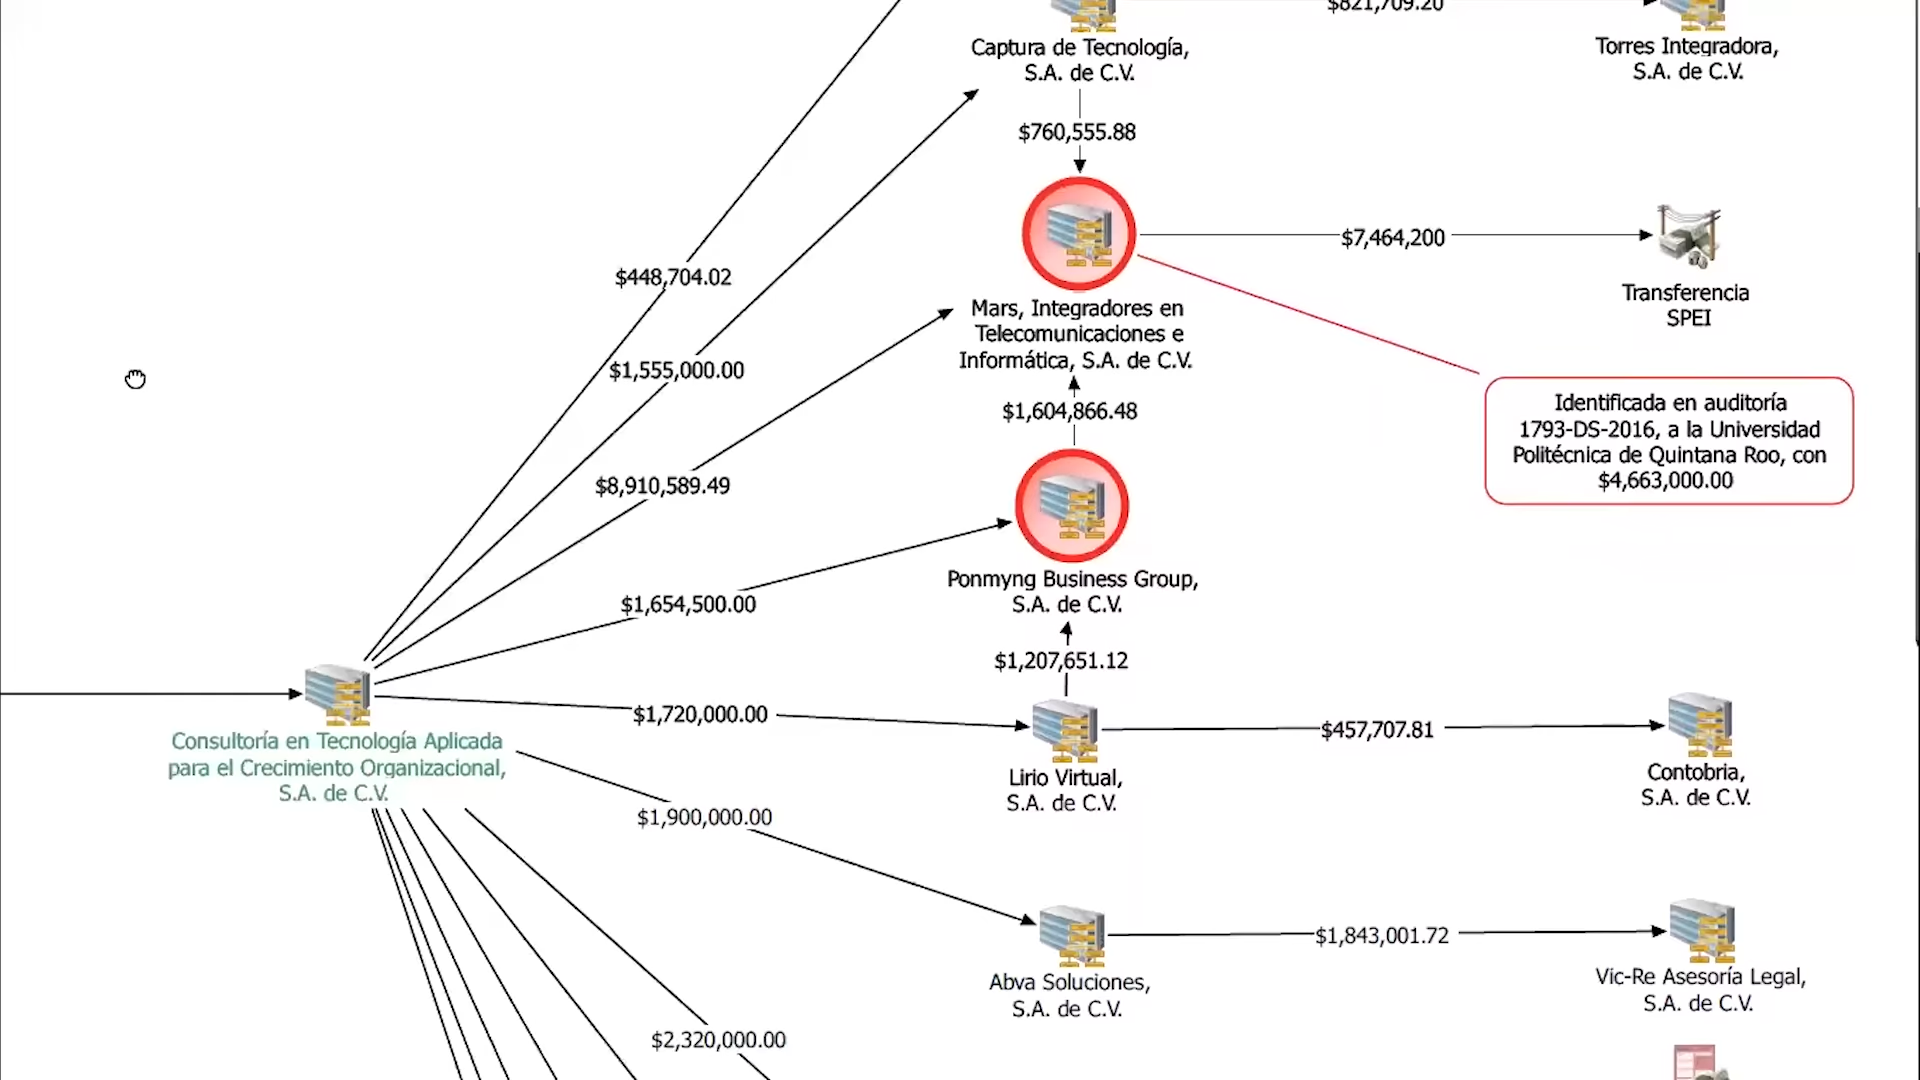 $821,709.20
Captura de Tecnología,
S.A. de C.V.
Torres Integradora,
S.A. de C.V.
$760,555.88
$448,704.02
$7,464,200
Transferencia
SPEI
Mars, Integradores en
Telecomunicaciones e
Informática, S.A. de C.V.
$1,555,000.00
$1,604,866.48
Identificada en auditoría
1793-DS-2016, a la Universidad
Politécnica de Quintana Roo, con
$4,663,000.00
$8,910,589.49
Ponmyng Business Group,
S.A. de C.V.
$1,654,500.00
$1,207,651.12
$1,720,000.00
$457,707.81
Consultoría en Tecnología Aplicada
para el Crecimiento Organizacional,
S.A. de C.V.
Lirio Virtual,
S.A. de C.V.
Contobria,
S.A. de C.V.
$1,900,000.00
$1,843,001.72
Abva Soluciones,
S.A. de C.V.
Vic-Re Asesoría Legal,
S.A. de C.V.
$2,320,000.00